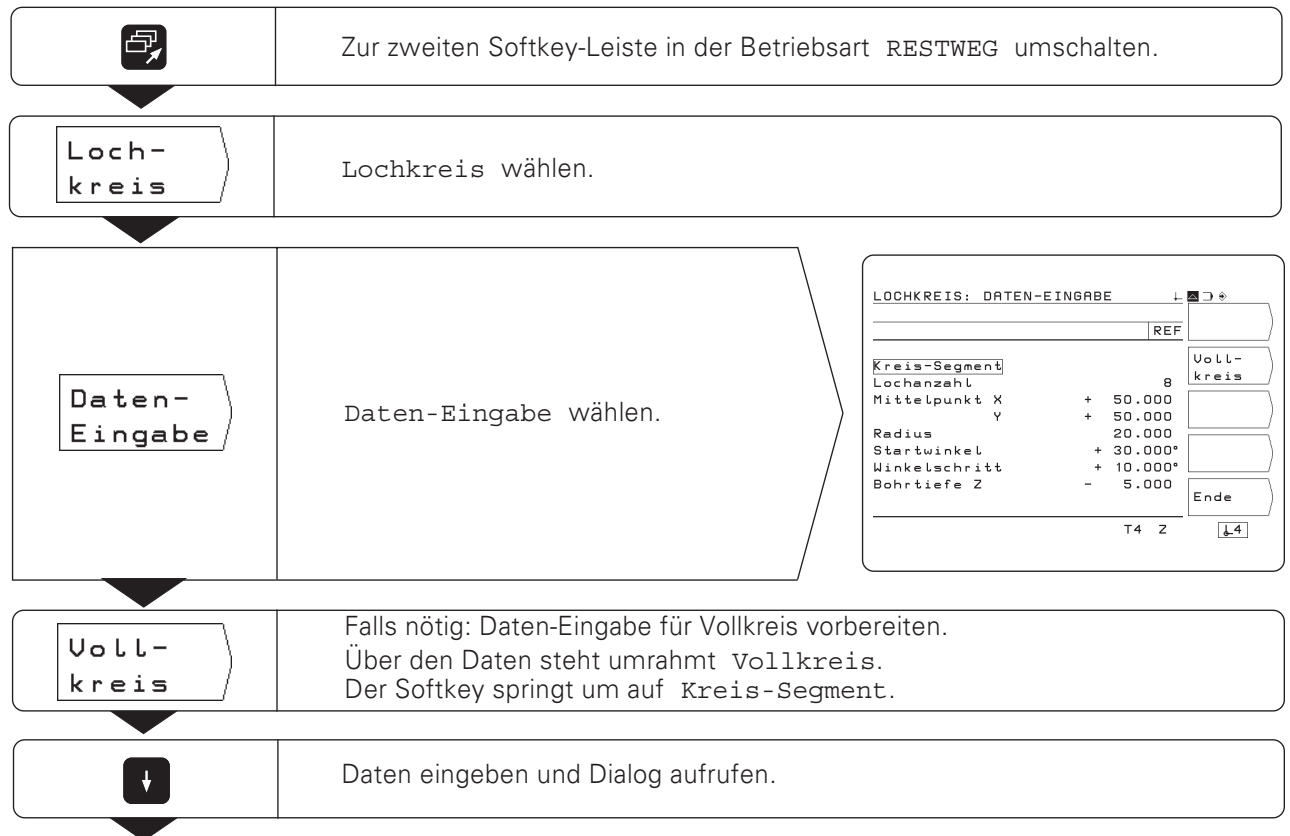 Zur zweiten Softkey-Leiste in der Betriebsart RESTWEG umschalten.
Loch-
kreis
Lochkreis wählen.
Daten-
Eingabe
Daten-Eingabe wählen.
LOCHKREIS: DATEN-EINGABE
REF
Kreis-Segment
Lochanzahl 8
Mittelpunkt X + 50.000
Y + 50.000
Radius 20.000
Startwinkel + 30.000°
Winkelschritt + 10.000°
Bohrtiefe Z - 5.000
T4 Z
Voll-
kreis
Ende
4
Voll-
kreis
Falls nötig: Daten-Eingabe für Vollkreis vorbereiten.
Über den Daten steht umrahmt Vollkreis.
Der Softkey springt um auf Kreis-Segment.
Daten eingeben und Dialog aufrufen.